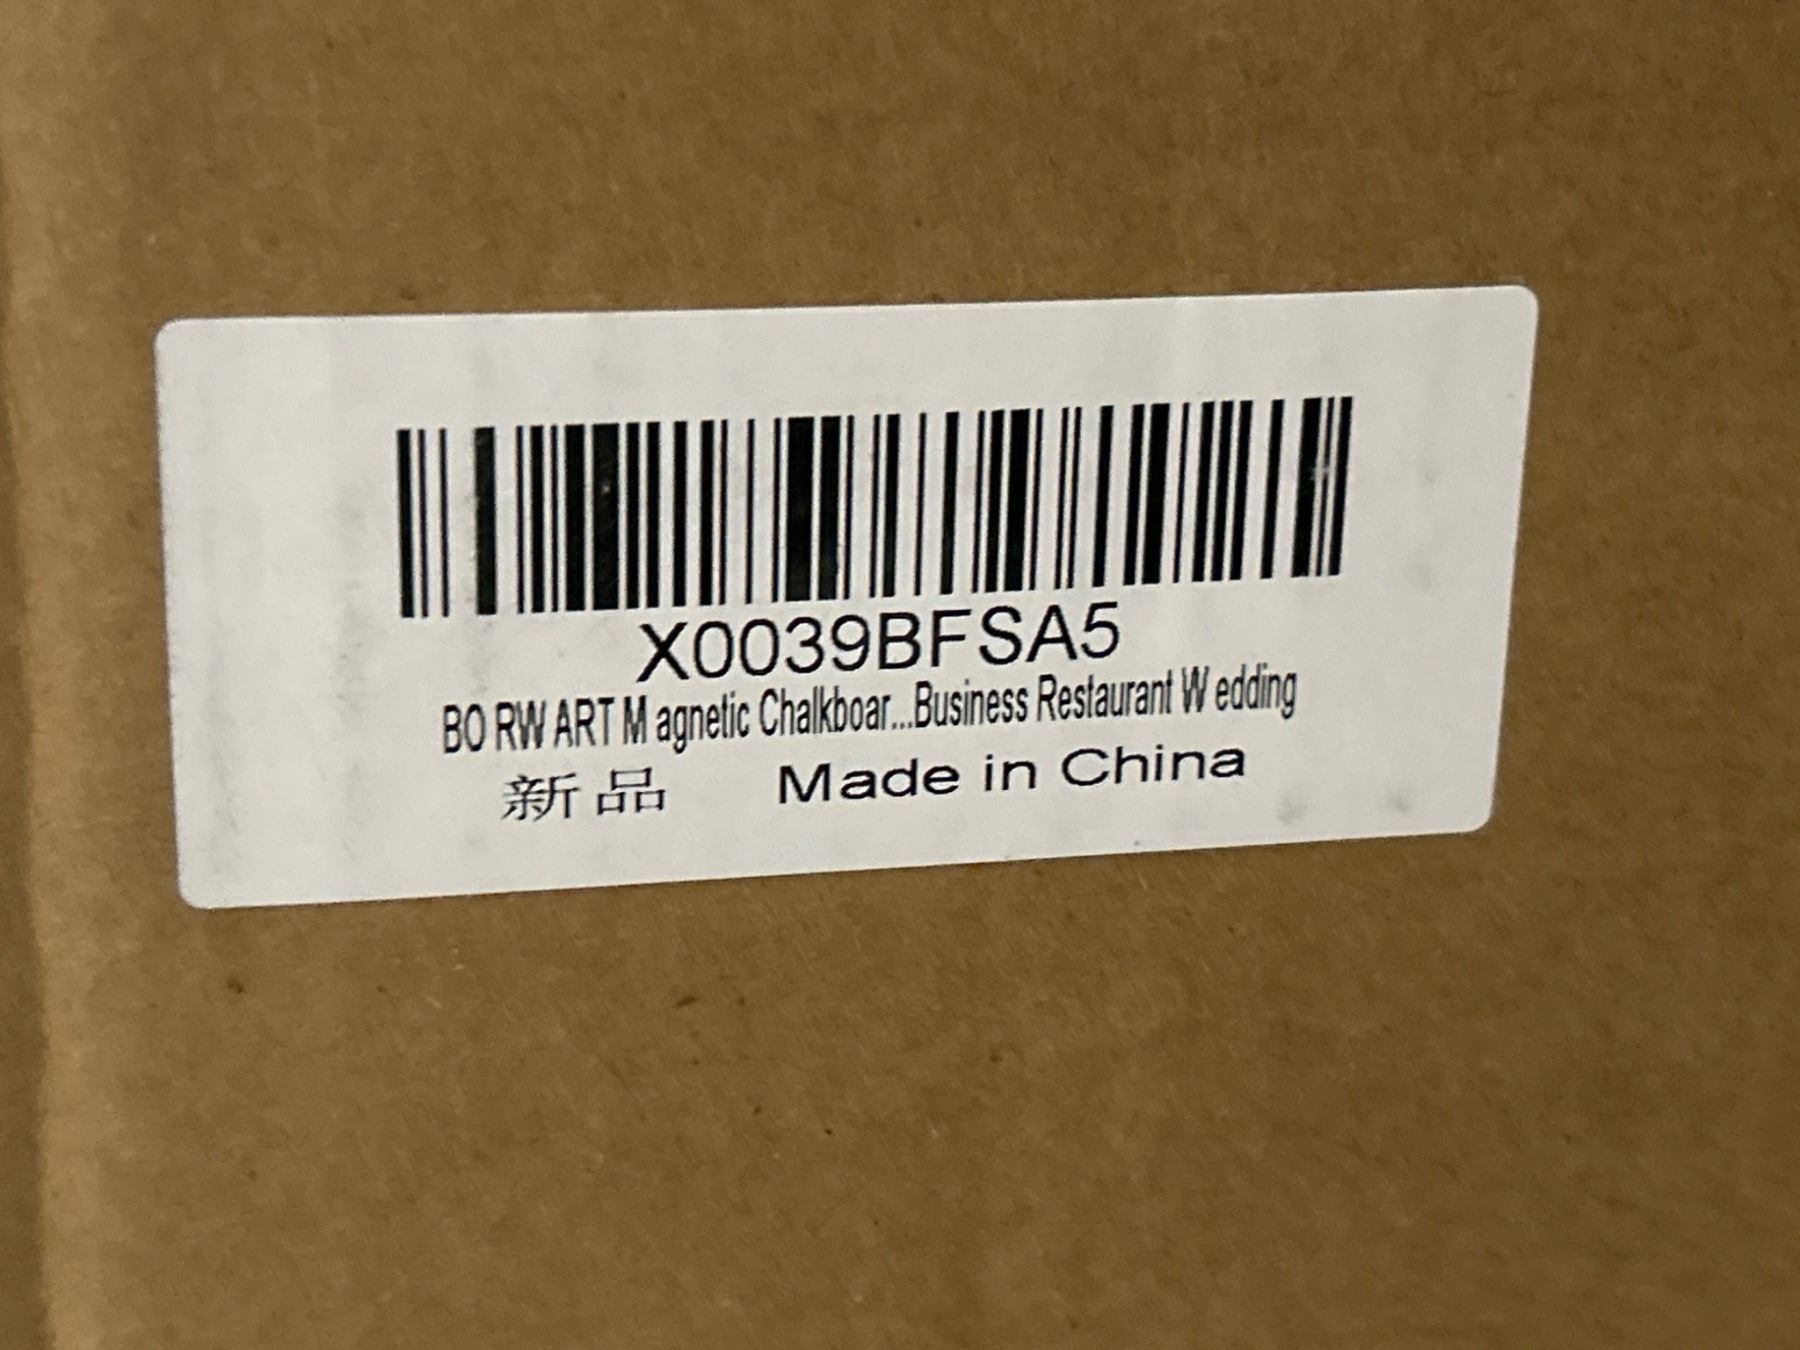 X0039BFSA5
BO RW ART M agnetic Chalkboar...Business Restaurant W edding
新品 Made in China